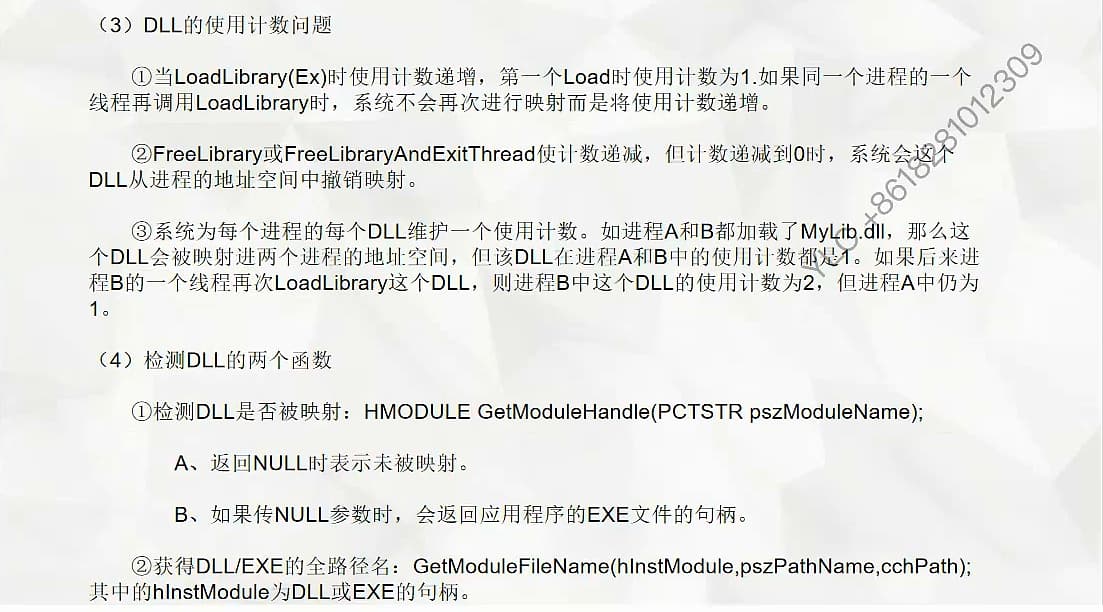 （3）DLL的使用计数问题
①当LoadLibrary(Ex)时使用计数递增，第一个Load时使用计数为1.如果同一个进程的一个
线程再调用LoadLibrary时，系统不会再次进行映射而是将使用计数递增。
②FreeLibrary或FreeLibraryAndExitThread使计数递减，但计数递减到0时，系统会这个
DLL从进程的地址空间中撤销映射。
③系统为每个进程的每个DLL维护一个使用计数。如进程A和B都加载了MyLib.dll，那么这
个DLL会被映射进两个进程的地址空间，但该DLL在进程A和B中的使用计数都是1。如果后来进
程B的一个线程再次LoadLibrary这个DLL，则进程B中这个DLL的使用计数为2，但进程A中仍为
1。
（4）检测DLL的两个函数
①检测DLL是否被映射：HMODULE GetModuleHandle(PCTSTR pszModuleName);
A、返回NULL时表示未被映射。
B、如果传NULL参数时，会返回应用程序的EXE文件的句柄。
②获得DLL/EXE的全路径名：GetModuleFileName(hInstModule,pszPathName,cchPath);
其中的hInstModule为DLL或EXE的句柄。
+8618281012309